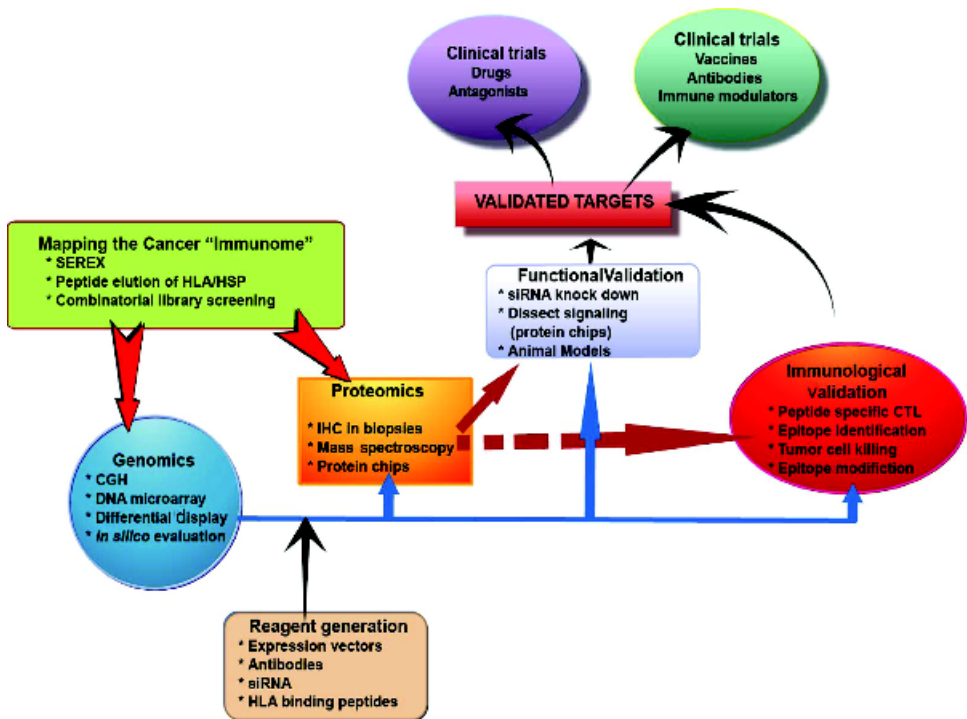 Clinical trials
Drugs
Antagonists
Clinical trials
Vaccines
Antibodies
Immune modulators
VALIDATED TARGETS
Mapping the Cancer "Immunome"
* SEREX
* Peptide elution of HLA/HSP
* Combinatorial library screening
FunctionalValidation
* siRNA knock down
* Dissect signaling
(protein chips)
* Animal Models
Proteomics
* IHC in biopsies
* Mass spectroscopy
* Protein chips
Immunological
Validation
* Peptide specific CTL
* Epitope identification
* Tumor cell killing
* Epitope modifiction
Genomics
* CGH
* DNA microarray
* Differential display
* In silico evaluation
Reagent generation
* Expression vectors
* Antibodies
* siRNA
* HLA binding peptides